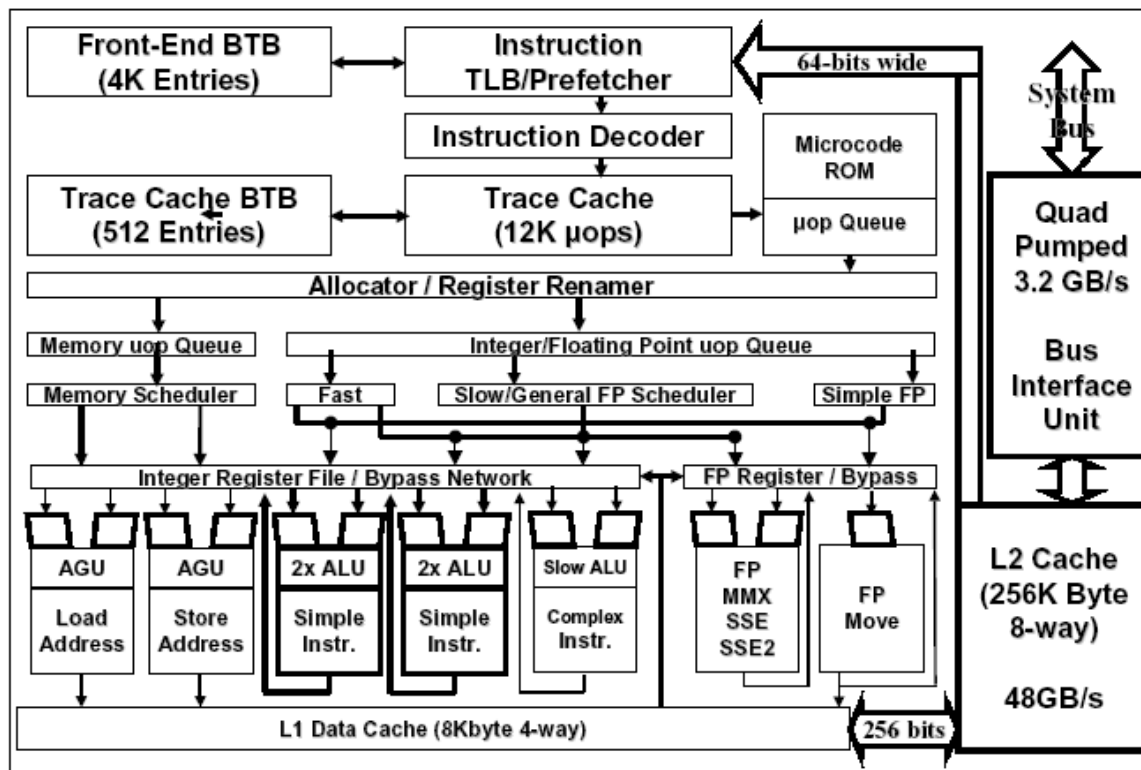 Front-End BTB
(4K Entries)
Instruction
TLB/Prefetcher
64-bits wide
System
Bus
Instruction Decoder
Microcode
ROM
Trace Cache BTB
(512 Entries)
Trace Cache
(12K µops)
µop Queue
Quad
Pumped
3.2 GB/s
Bus
Interface
Unit
Allocator / Register Renamer
Memory uop Queue
Integer/Floating Point uop Queue
Memory Scheduler
Fast
Slow/General FP Scheduler
Simple FP
Integer Register File / Bypass Network
FP Register / Bypass
AGU
Load
Address
AGU
Store
Address
2x ALU
Simple
Instr.
2x ALU
Simple
Instr.
Slow ALU
Complex
Instr.
FP
MMX
SSE
SSE2
FP
Move
L2 Cache
(256K Byte
8-way)
48GB/s
L1 Data Cache (8Kbyte 4-way)
256 bits